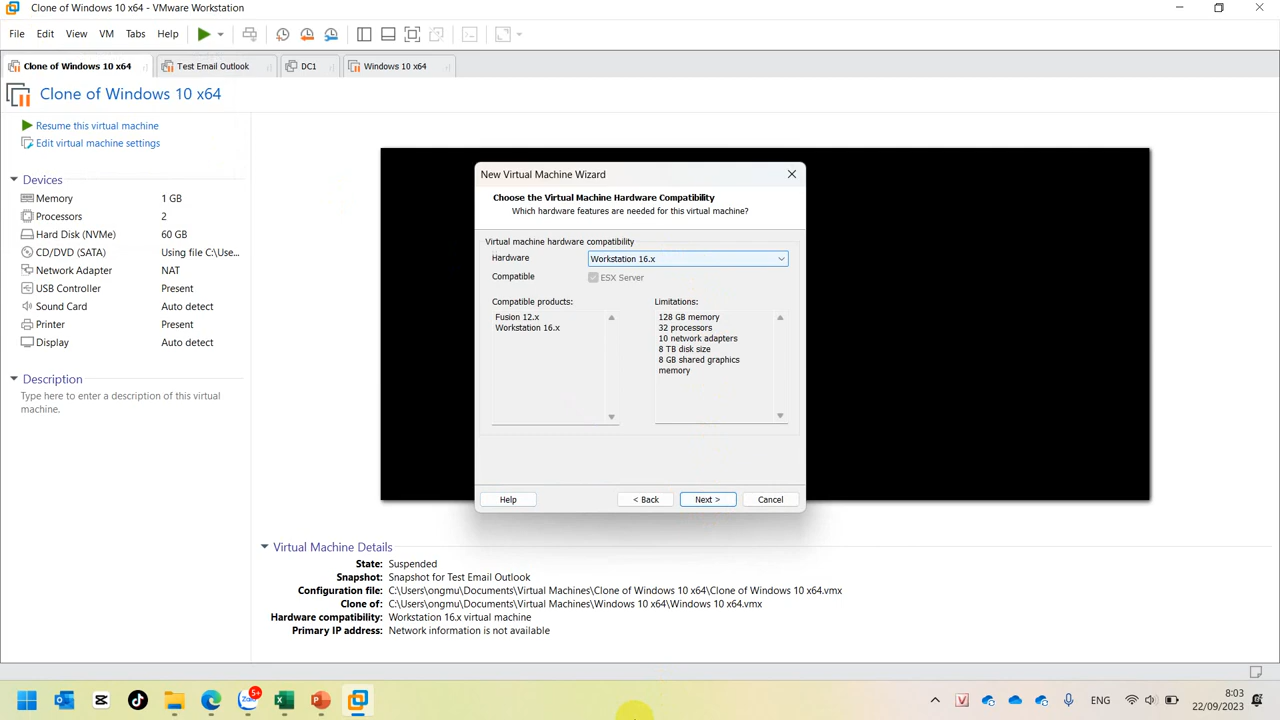 Clone of Windows 10 x64 - VMware Workstation
File Edit View VM Tabs Help
Clone of Windows 10 x64 Test Email Outlook DC1 Windows 10 x64
Clone of Windows 10 x64
Resume this virtual machine
Edit virtual machine settings
Devices
Memory 1 GB
Processors 2
Hard Disk (NVMe) 60 GB
CD/DVD (SATA) Using file C:\Use...
Network Adapter NAT
USB Controller Present
Sound Card Auto detect
Printer Present
Display Auto detect
Description
Type here to enter a description of this virtual
machine.
New Virtual Machine Wizard
Choose the Virtual Machine Hardware Compatibility
Which hardware features are needed for this virtual machine?
Virtual machine hardware compatibility
Hardware Workstation 16.x
Compatible ESX Server
Compatible products: Limitations:
Fusion 12.x
Workstation 16.x
128 GB memory
32 processors
10 network adapters
8 TB disk size
8 GB shared graphics
memory
Help < Back Next > Cancel
Virtual Machine Details
State: Suspended
Snapshot: Snapshot for Test Email Outlook
Configuration file: C:\Users\ongmu\Documents\Virtual Machines\Clone of Windows 10 x64\Clone of Windows 10 x64.vmx
Clone of: C:\Users\ongmu\Documents\Virtual Machines\Windows 10 x64\Windows 10 x64.vmx
Hardware compatibility: Workstation 16.x virtual machine
Primary IP address: Network information is not available
Zalo 5+
ENG
8:03
22/09/2023